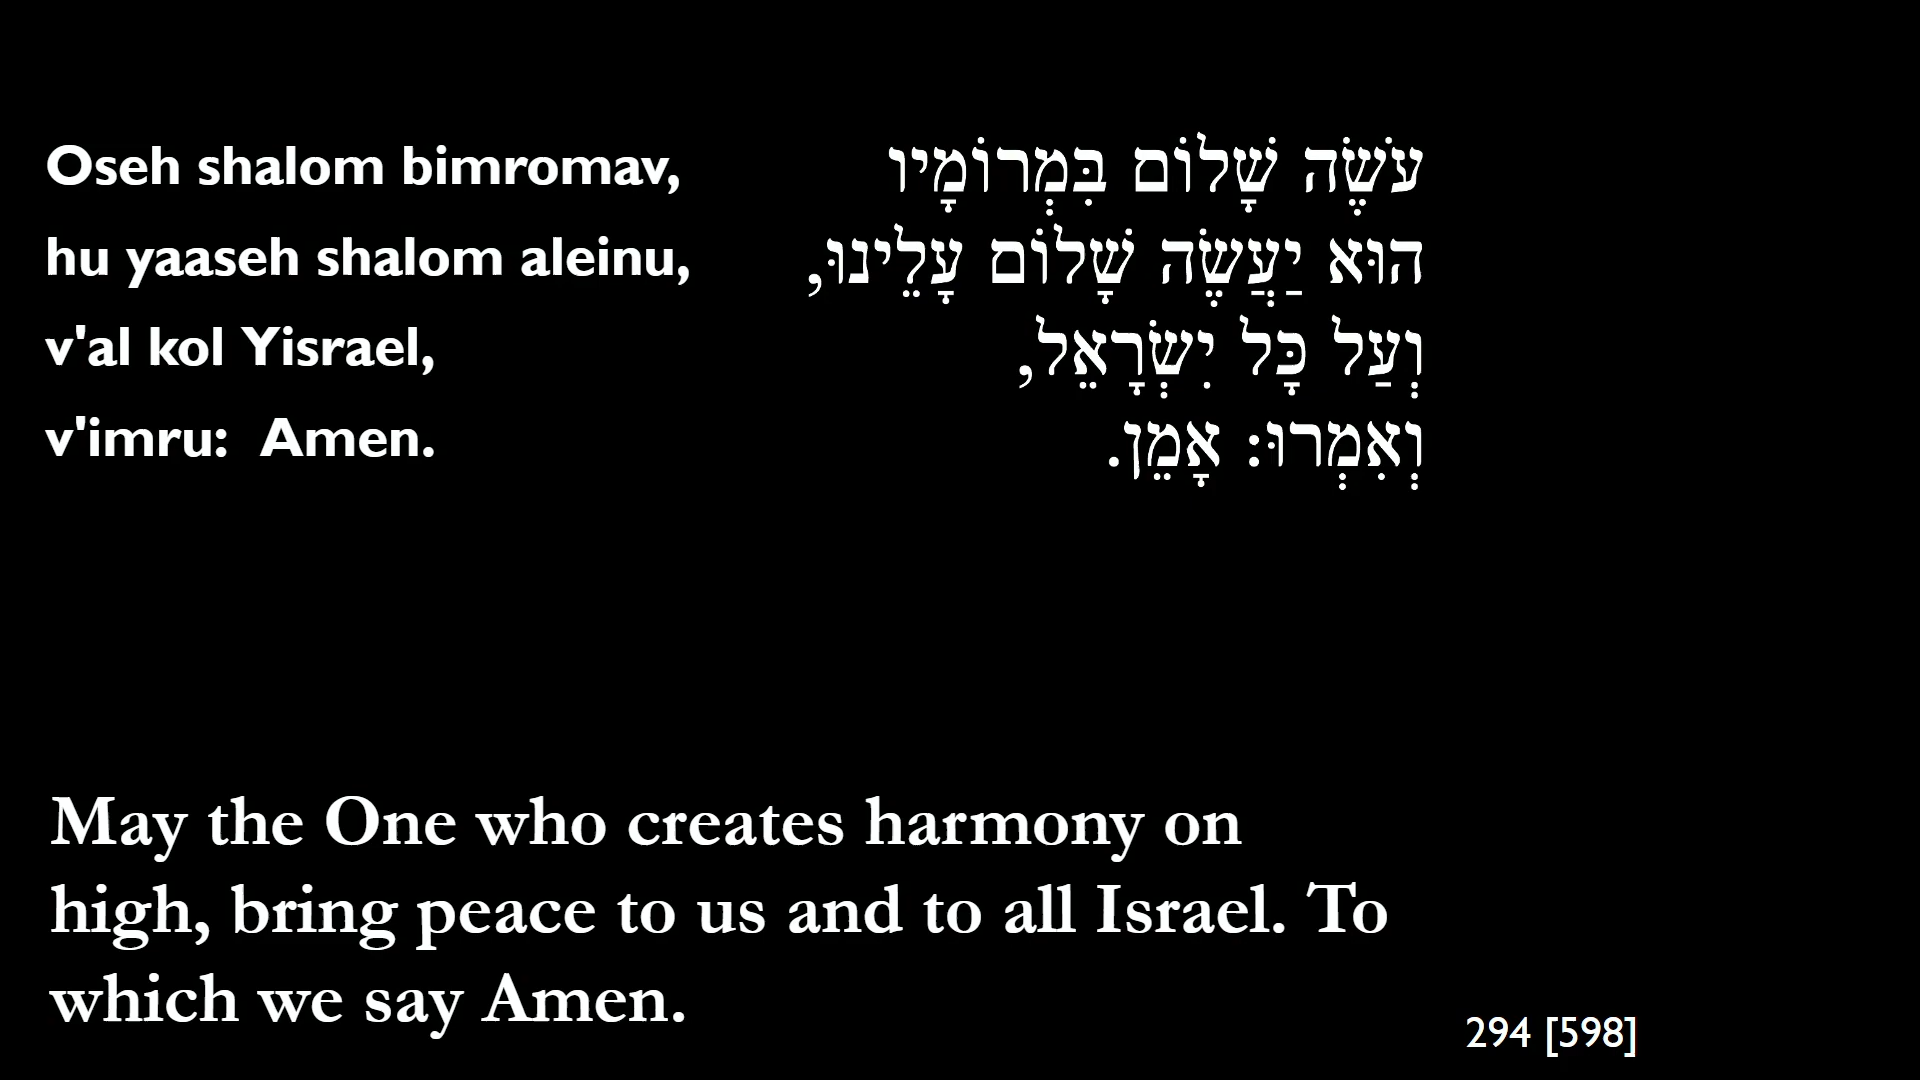 Oseh shalom bimromav,
hu yaaseh shalom aleinu,
v'al kol Yisrael,
v'imru:  Amen.
עֹשֶׂה שָׁלוֹם בִּמְרוֹמָיו
הוּא יַעֲשֶׂה שָׁלוֹם עָלֵינוּ,
וְעַל כָּל יִשְׂרָאֵל,
וְאִמְרוּ: אָמֵן.
May the One who creates harmony on
high, bring peace to us and to all Israel. To
which we say Amen.
294 [598]